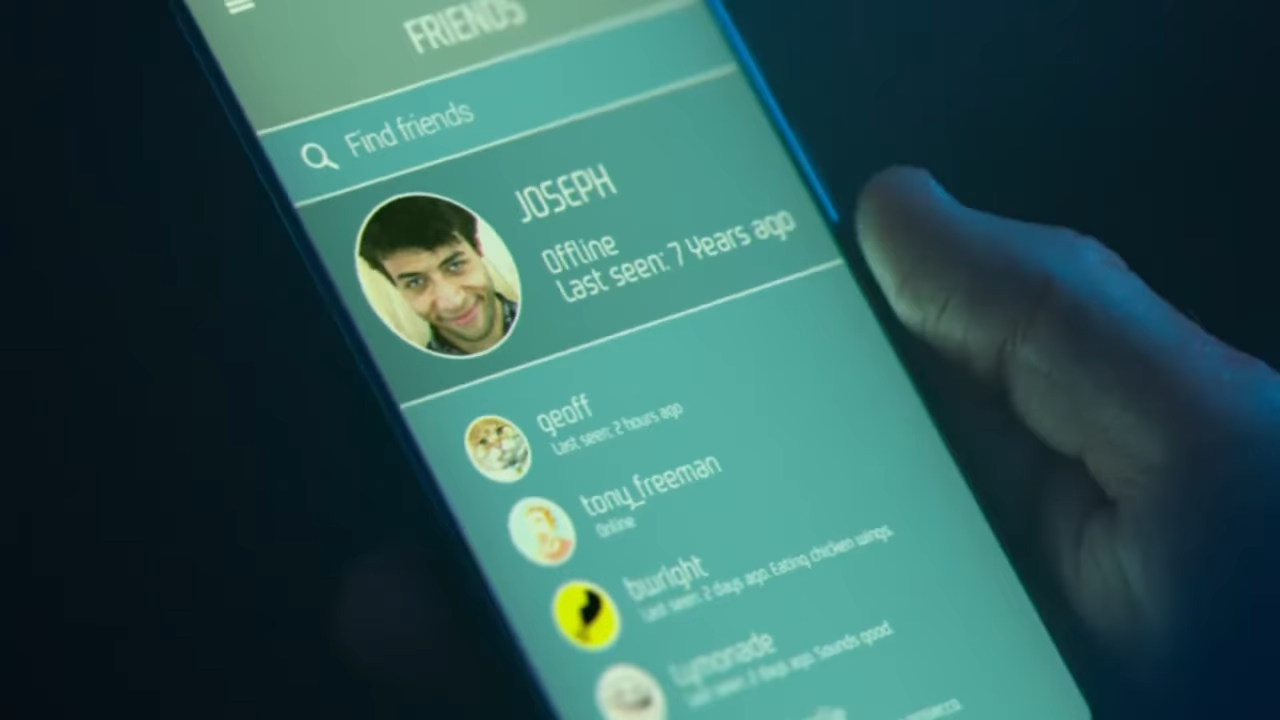 FRIENDS
Find friends
JOSEPH
Offline
Last seen: 7 Years ago
geoff
Last seen: 2 hours ago
tony_freeman
Online
bwright
Last seen: 2 days ago. Eating chicken wings.
Lymonade
Last seen: 2 days ago. Sounds good.